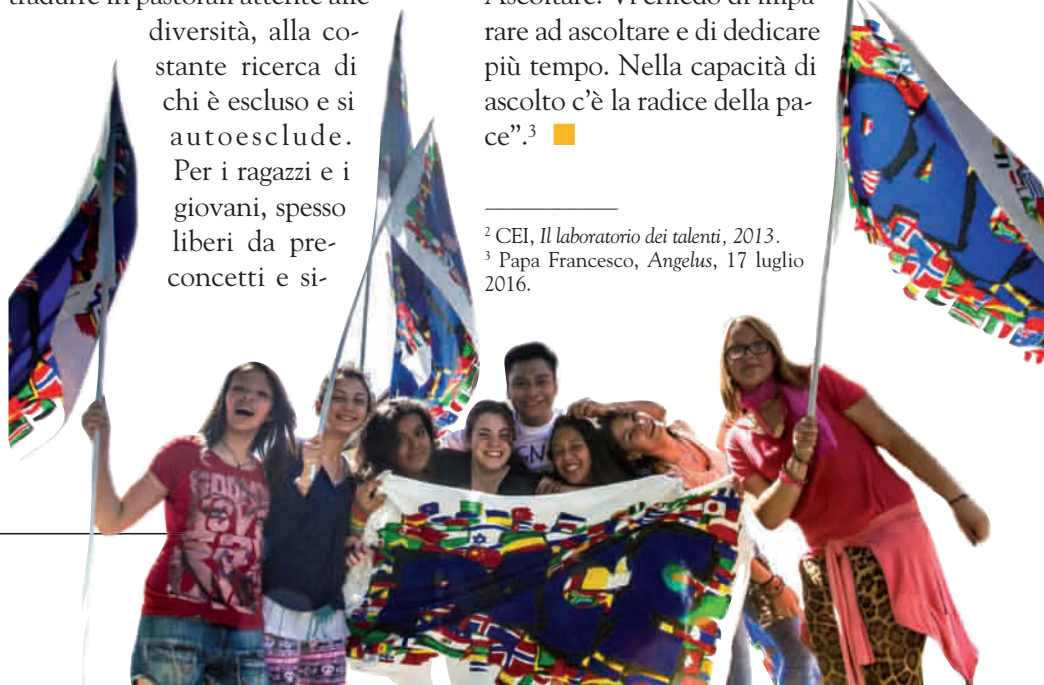 tradurre in pastorali attente alle
diversità, alla co-
stante ricerca di
chi è escluso e si
autoesclude.
Per i ragazzi e i
giovani, spesso
liberi da pre-
concetti e si-
Ascoltare. Vi chiedo di impa-
rare ad ascoltare e di dedicare
più tempo. Nella capacità di
ascolto c'è la radice della pa-
ce".³
² CEI, Il laboratorio dei talenti, 2013.
³ Papa Francesco, Angelus, 17 luglio
2016.